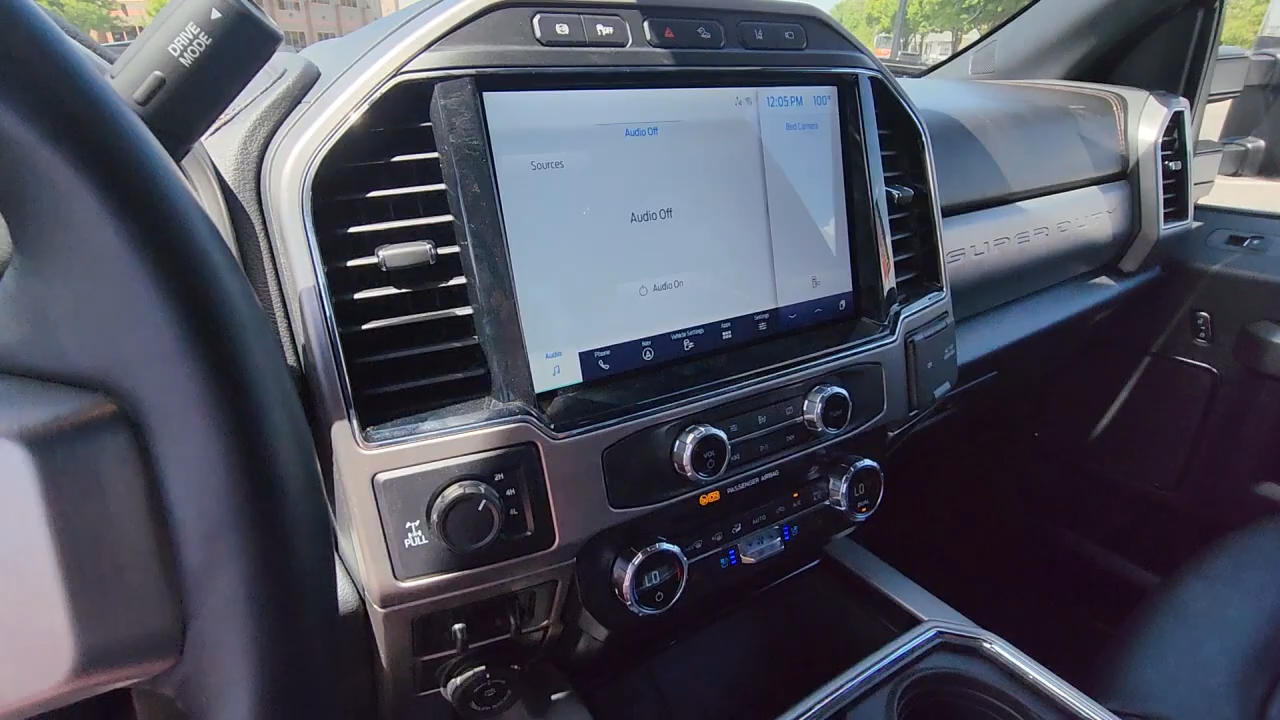 DRIVE
MODE
12:05 PM 100°
Audio Off
Bed Camera
Sources
Audio Off
Audio On
Audio
Phone
Nav
Vehicle Settings
Apps
Settings
SUPER DUTY
VOL
PASSENGER AIRBAG
2H
4H
4L
PULL
AUTO
LO
LO